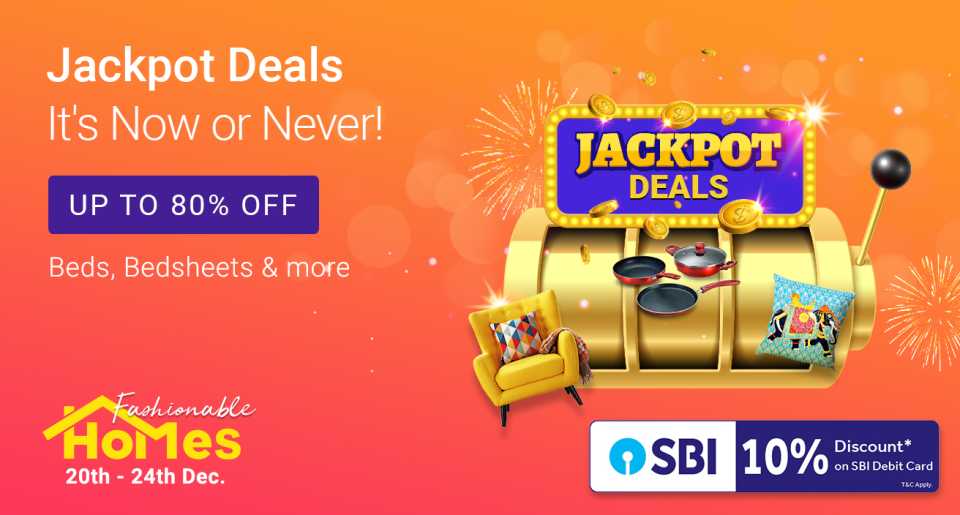 Jackpot Deals
It's Now or Never!
UP TO 80% OFF
Beds, Bedsheets & more
JACKPOT
DEALS
Fashionable
HoMes
20th - 24th Dec.
SBI
10%
Discount*
on SBI Debit Card
T&C Apply.